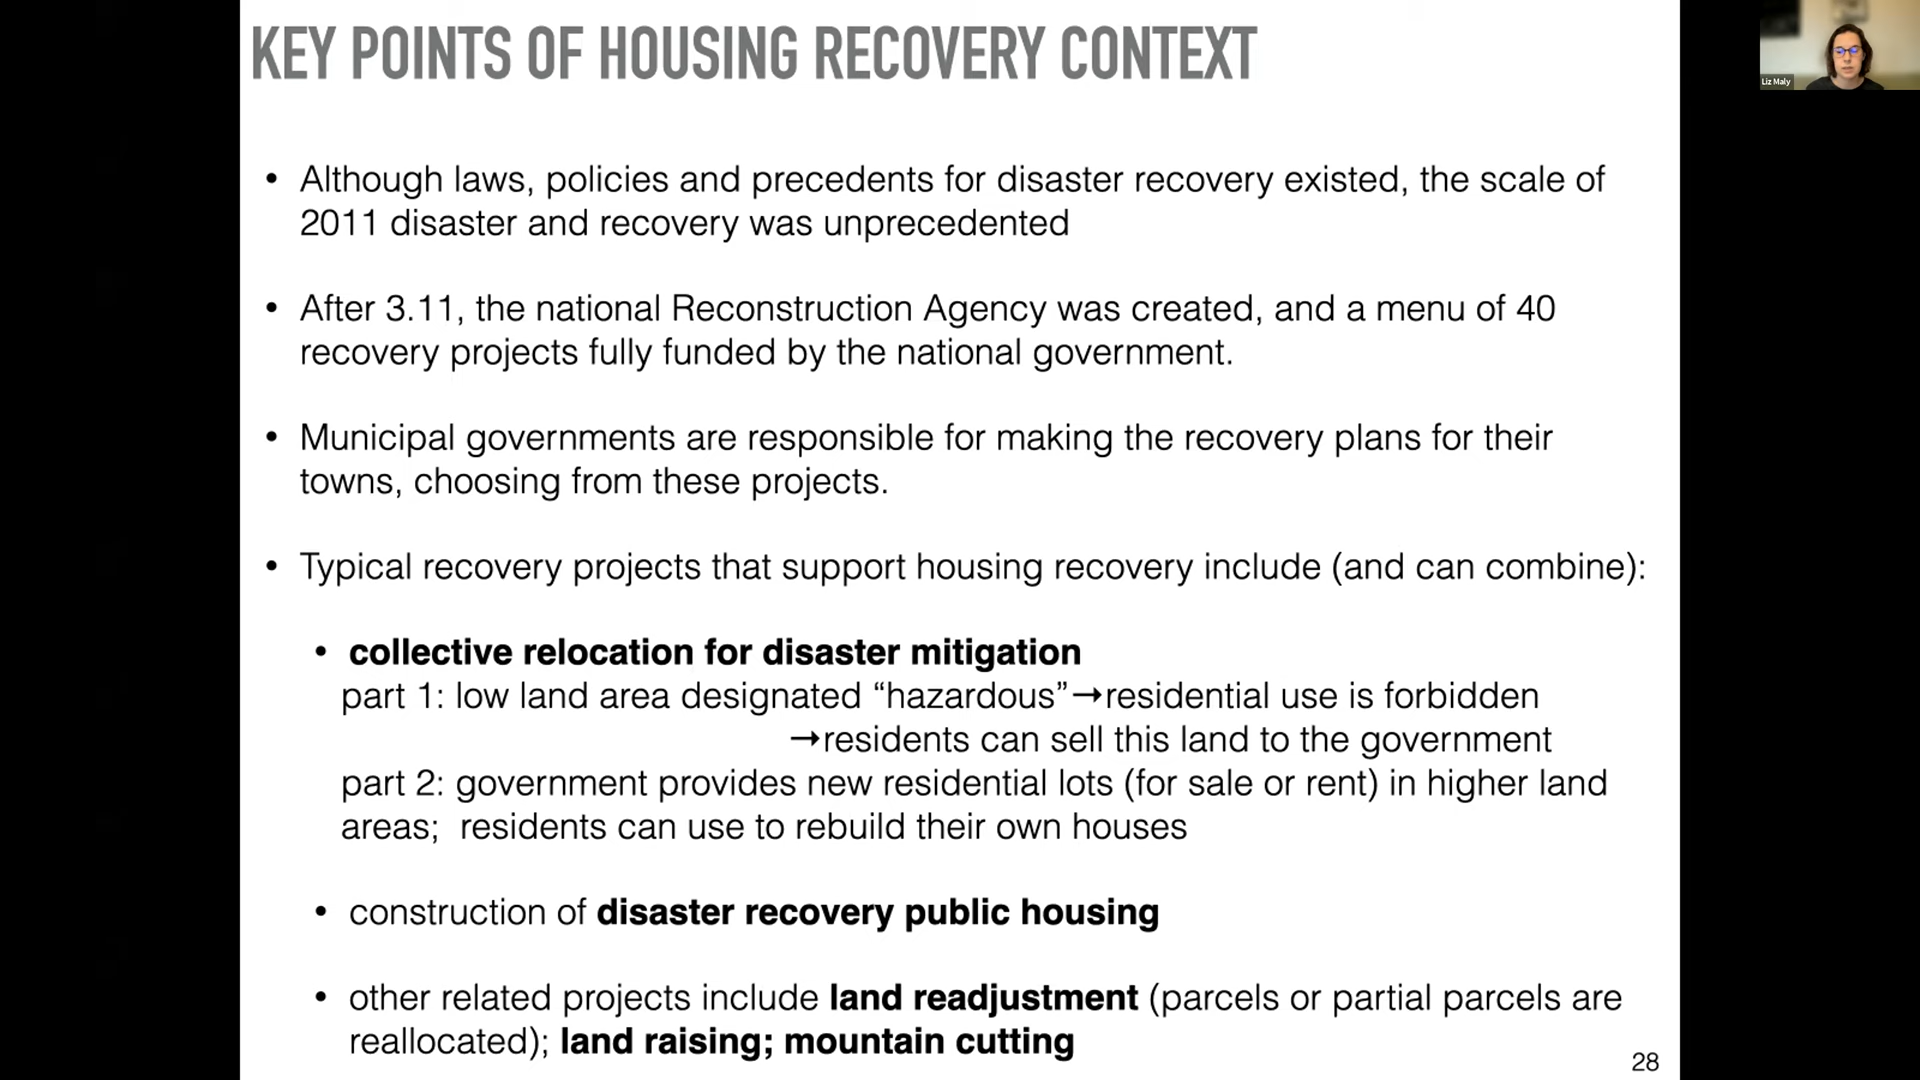 KEY POINTS OF HOUSING RECOVERY CONTEXT
Liz Maly
• Although laws, policies and precedents for disaster recovery existed, the scale of
2011 disaster and recovery was unprecedented
• After 3.11, the national Reconstruction Agency was created, and a menu of 40
recovery projects fully funded by the national government.
• Municipal governments are responsible for making the recovery plans for their
towns, choosing from these projects.
• Typical recovery projects that support housing recovery include (and can combine):
• collective relocation for disaster mitigation
part 1: low land area designated “hazardous”→residential use is forbidden
→residents can sell this land to the government
part 2: government provides new residential lots (for sale or rent) in higher land
areas; residents can use to rebuild their own houses
• construction of disaster recovery public housing
• other related projects include land readjustment (parcels or partial parcels are
reallocated); land raising; mountain cutting
28